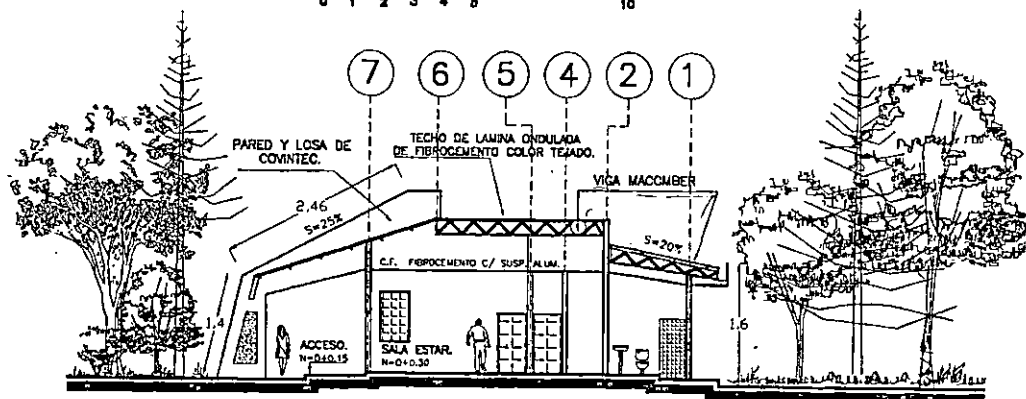 0 1 2 3 4 5 10
7 6 5 4 2 1
PARED Y LOSA DE
COVINTEC.
TECHO DE LAMINA ONDULADA
DE FIBROCEMENTO COLOR TEJADO.
VIGA MACCMBER
2,46
S=25%
S=20%
C.F. FIBROCEMENTO C/ SUSP. ALUM.
1.4
1.6
ACCESO.
N=0+0.15
SALA ESTAR.
N=0+0.30